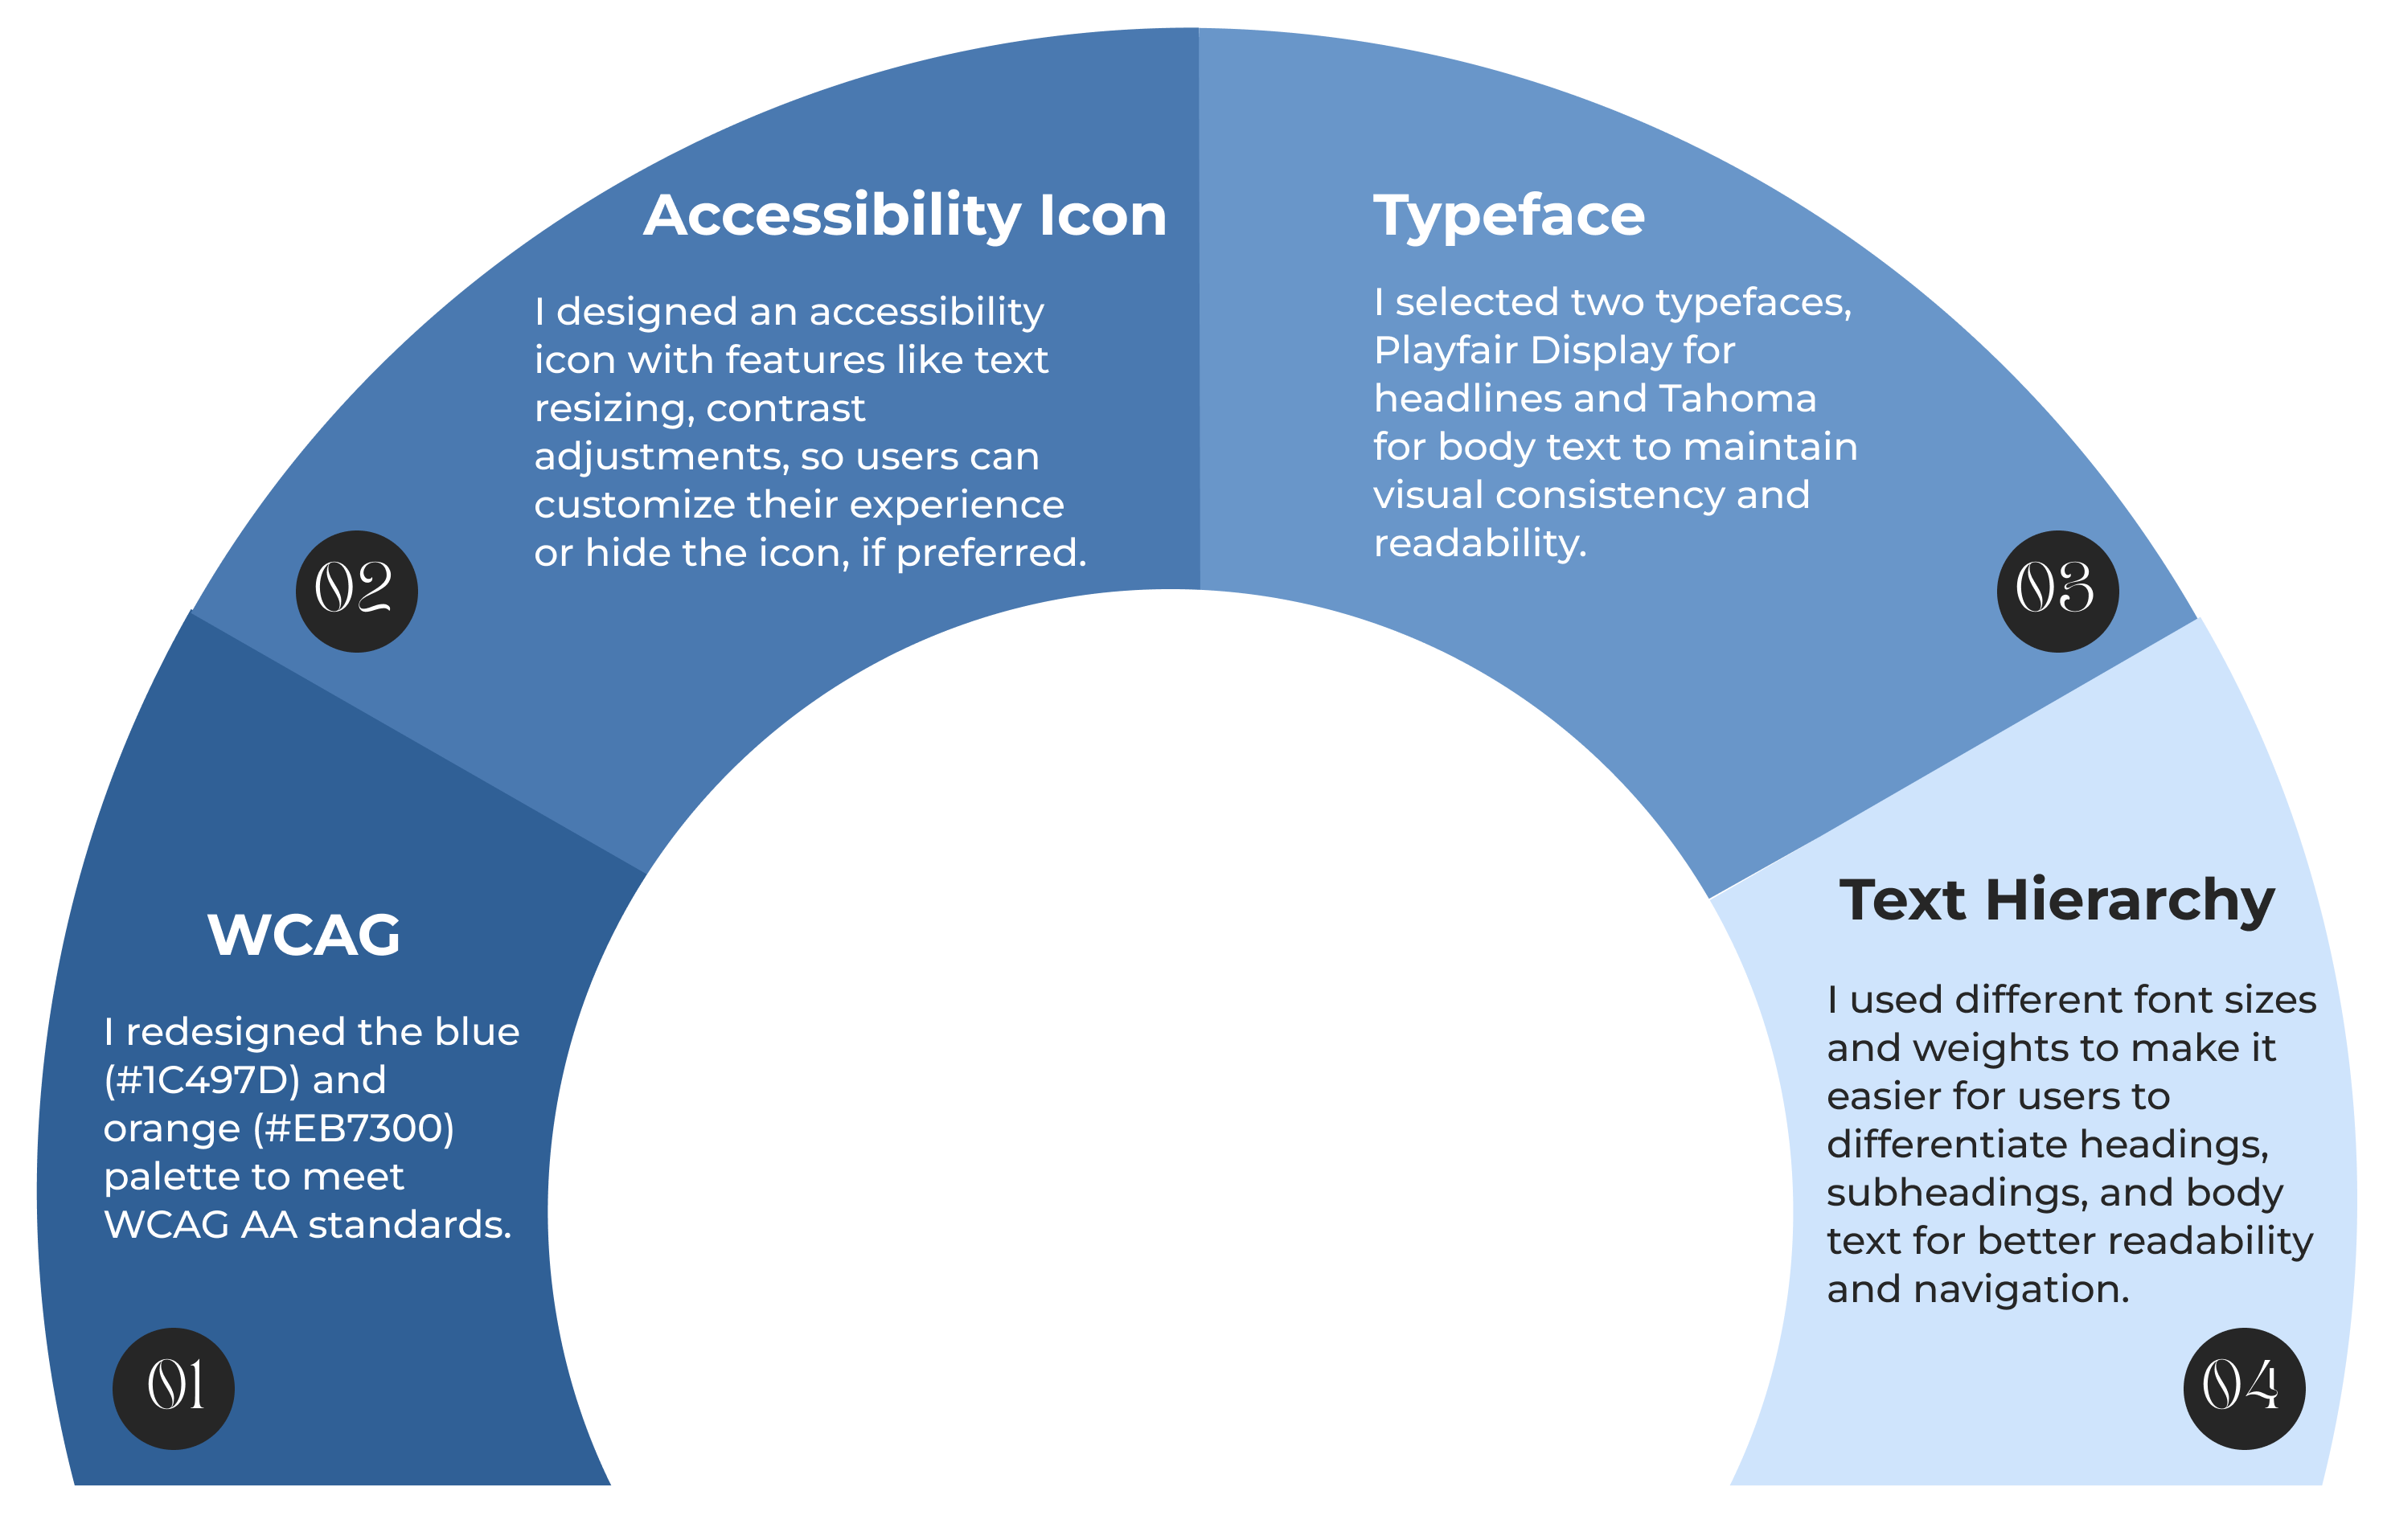 WCAG
I redesigned the blue
(#1C497D) and
orange (#EB7300)
palette to meet
WCAG AA standards.
01
Accessibility Icon
I designed an accessibility
icon with features like text
resizing, contrast
adjustments, so users can
customize their experience
or hide the icon, if preferred.
02
Typeface
I selected two typefaces,
Playfair Display for
headlines and Tahoma
for body text to maintain
visual consistency and
readability.
03
Text Hierarchy
I used different font sizes
and weights to make it
easier for users to
differentiate headings,
subheadings, and body
text for better readability
and navigation.
04